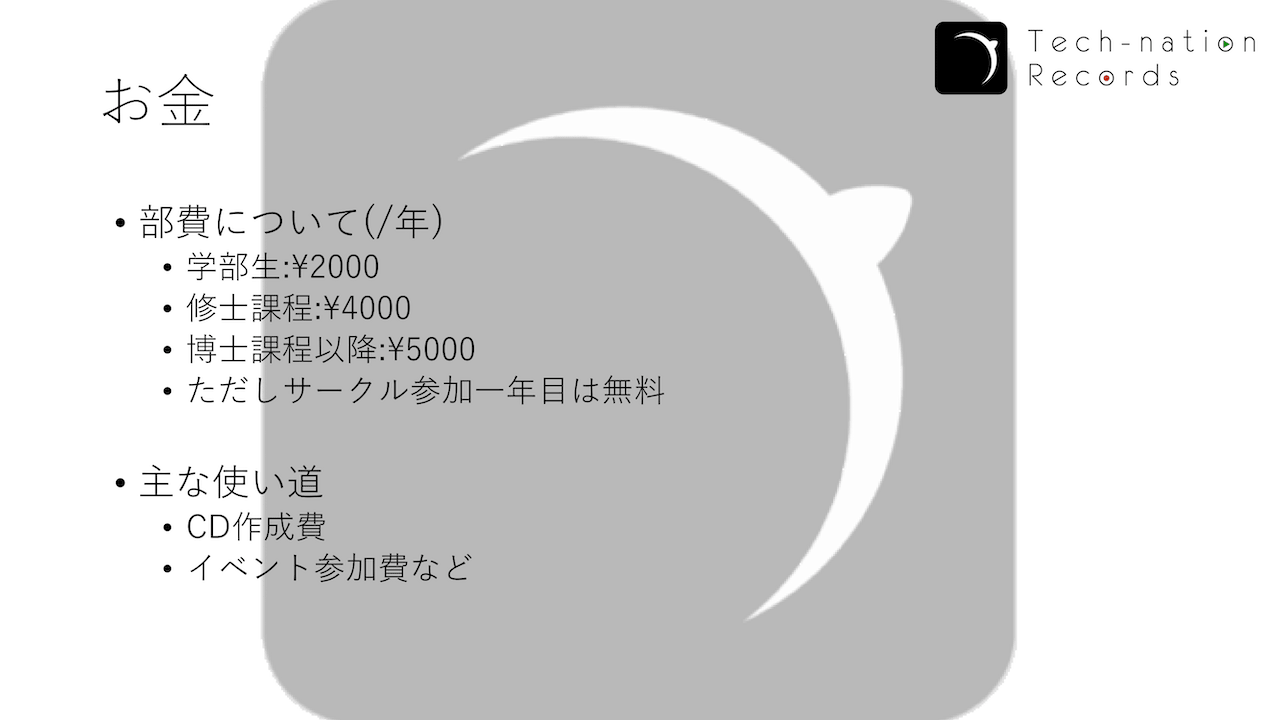 Tech-nation
Records
お金
• 部費について(/年)
• 学部生:¥2000
• 修士課程:¥4000
• 博士課程以降:¥5000
• ただしサークル参加一年目は無料
• 主な使い道
• CD作成費
• イベント参加費など